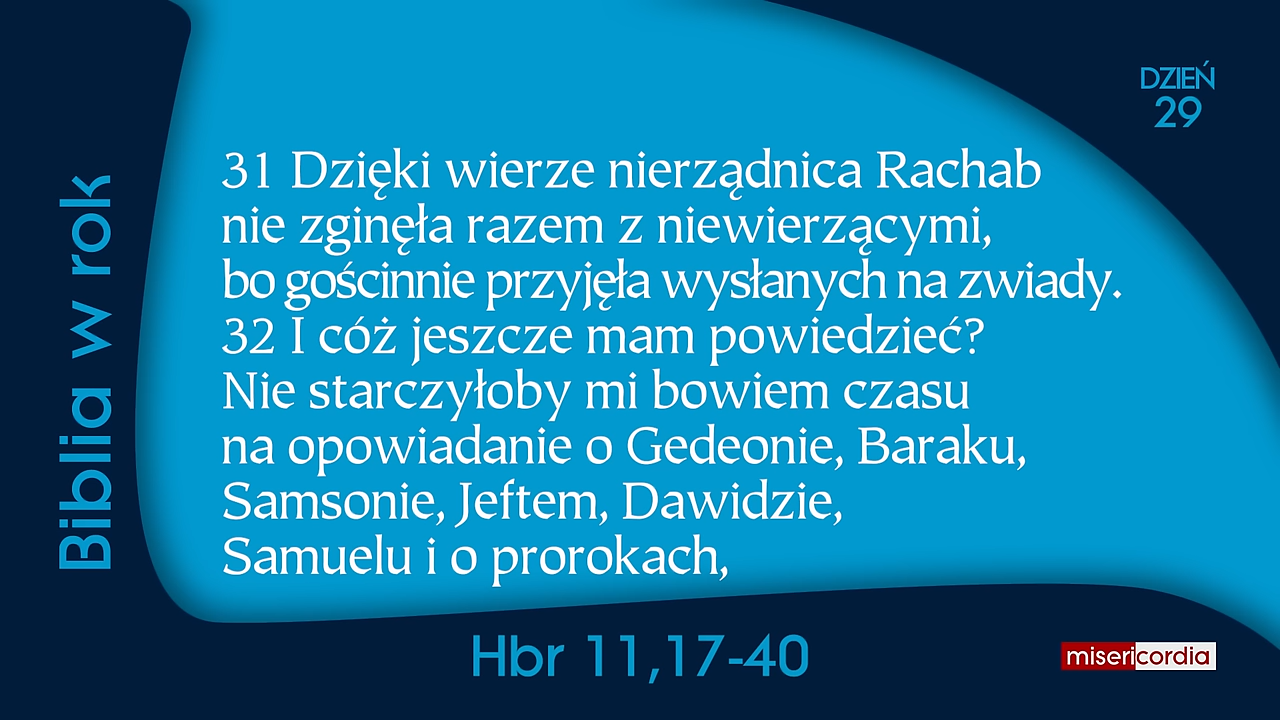 DZIEŃ
29
Biblia w rok
31 Dzięki wierze nierządnica Rachab
nie zginęła razem z niewierzącymi,
bo gościnnie przyjęła wysłanych na zwiady.
32 I cóż jeszcze mam powiedzieć?
Nie starczyłoby mi bowiem czasu
na opowiadanie o Gedeonie, Baraku,
Samsonie, Jeftem, Dawidzie,
Samuelu i o prorokach,
Hbr 11,17-40
misericordia